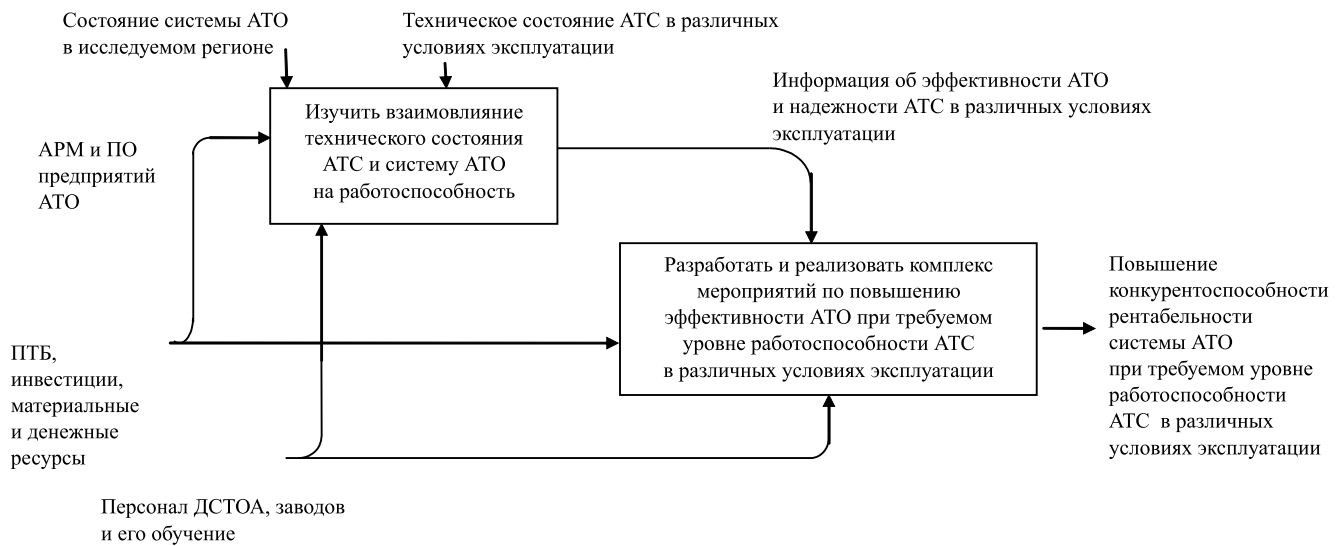 Состояние системы АТО
в исследуемом регионе
Техническое состояние АТС в различных
условиях эксплуатации
Информация об эффективности АТО
и надежности АТС в различных условиях
эксплуатации
Изучить взаимовлияние
технического состояния
АТС и систему АТО
на работоспособность
АРМ и ПО
предприятий
АТО
Разработать и реализовать комплекс
мероприятий по повышению
эффективности АТО при требуемом
уровне работоспособности АТС
в различных условиях эксплуатации
Повышение
конкурентоспособности
рентабельности
системы АТО
при требуемом уровне
работоспособности
АТС в различных
условиях эксплуатации
ПТБ,
инвестиции,
материальные
и денежные
ресурсы
Персонал ДСТОА, заводов
и его обучение